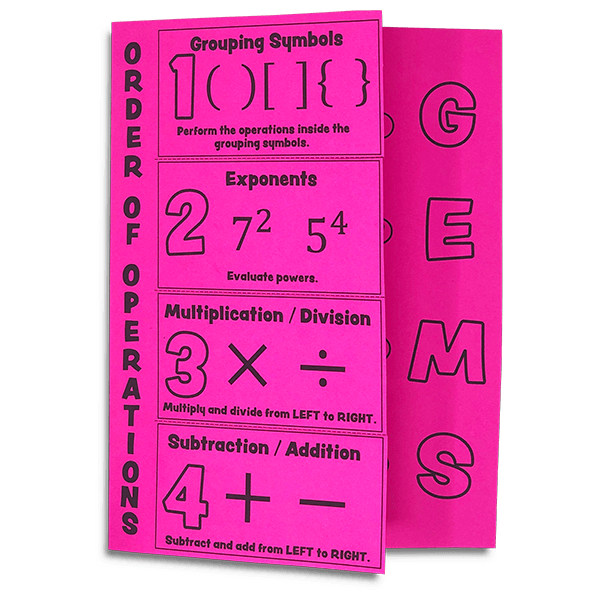 ORDER OF OPERATIONS
Grouping Symbols
1 ( ) [ ] { }
Perform the operations inside the
grouping symbols.
Exponents
2 7² 5⁴
Evaluate powers.
Multiplication / Division
3 × ÷
Multiply and divide from LEFT to RIGHT.
Subtraction / Addition
4 + −
Subtract and add from LEFT to RIGHT.
G
E
M
S